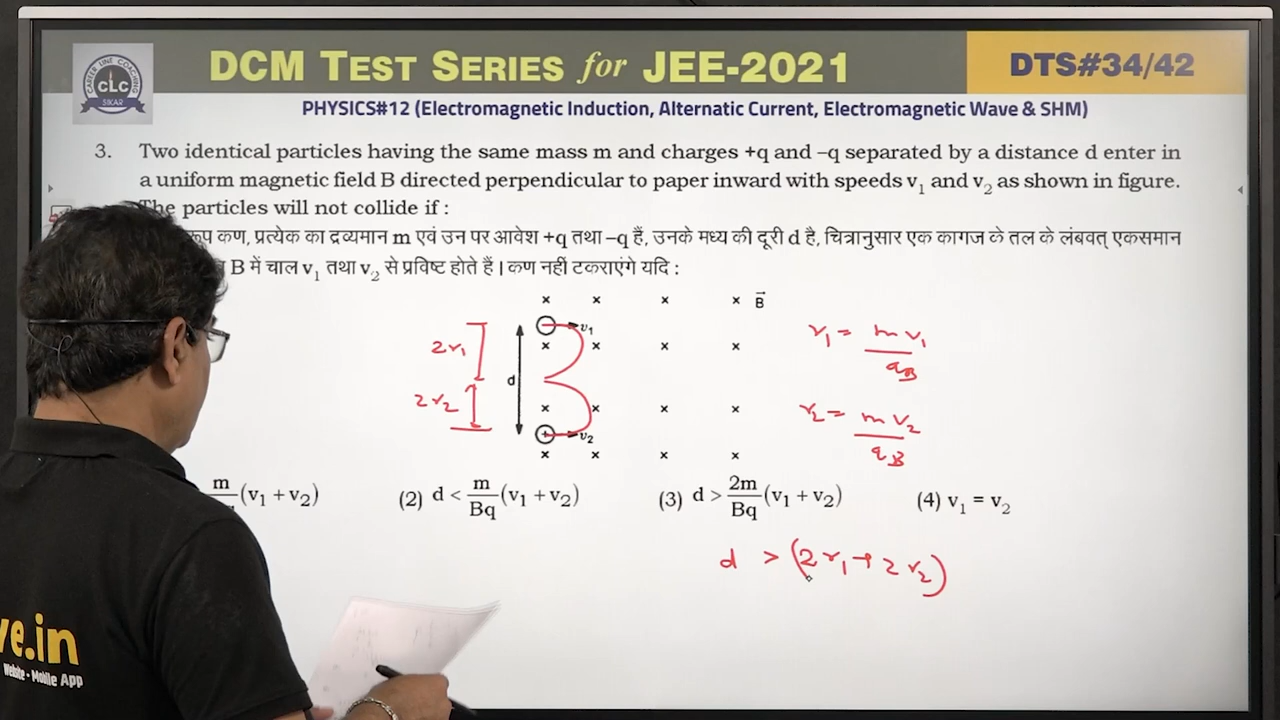 DCM TEST SERIES for JEE-2021
DTS#34/42
CAREER LINE COACHING
CLC
SIKAR
PHYSICS#12 (Electromagnetic Induction, Alternatic Current, Electromagnetic Wave & SHM)
3. Two identical particles having the same mass m and charges +q and –q separated by a distance d enter in
a uniform magnetic field B directed perpendicular to paper inward with speeds v₁ and v₂ as shown in figure.
The particles will not collide if :
कण, प्रत्येक का द्रव्यमान m एवं उन पर आवेश +q तथा –q हैं, उनके मध्य की दूरी d है, चित्रानुसार एक कागज के तल के लंबवत् एकसमान
B में चाल v₁ तथा v₂ से प्रविष्ट होते हैं। कण नहीं टकराएंगे यदि :
× × × × B⃗
v₁
× × × ×
2r₁
d
2r₂
× × × ×
+ v₂
× × × ×
r₁ = mv₁/qB
r₂ = mv₂/qB
m (v₁ + v₂)
(2) d < m/Bq (v₁ + v₂)
(3) d > 2m/Bq (v₁ + v₂)
(4) v₁ = v₂
d > (2r₁ + 2r₂)
ve.in
Website - Mobile App